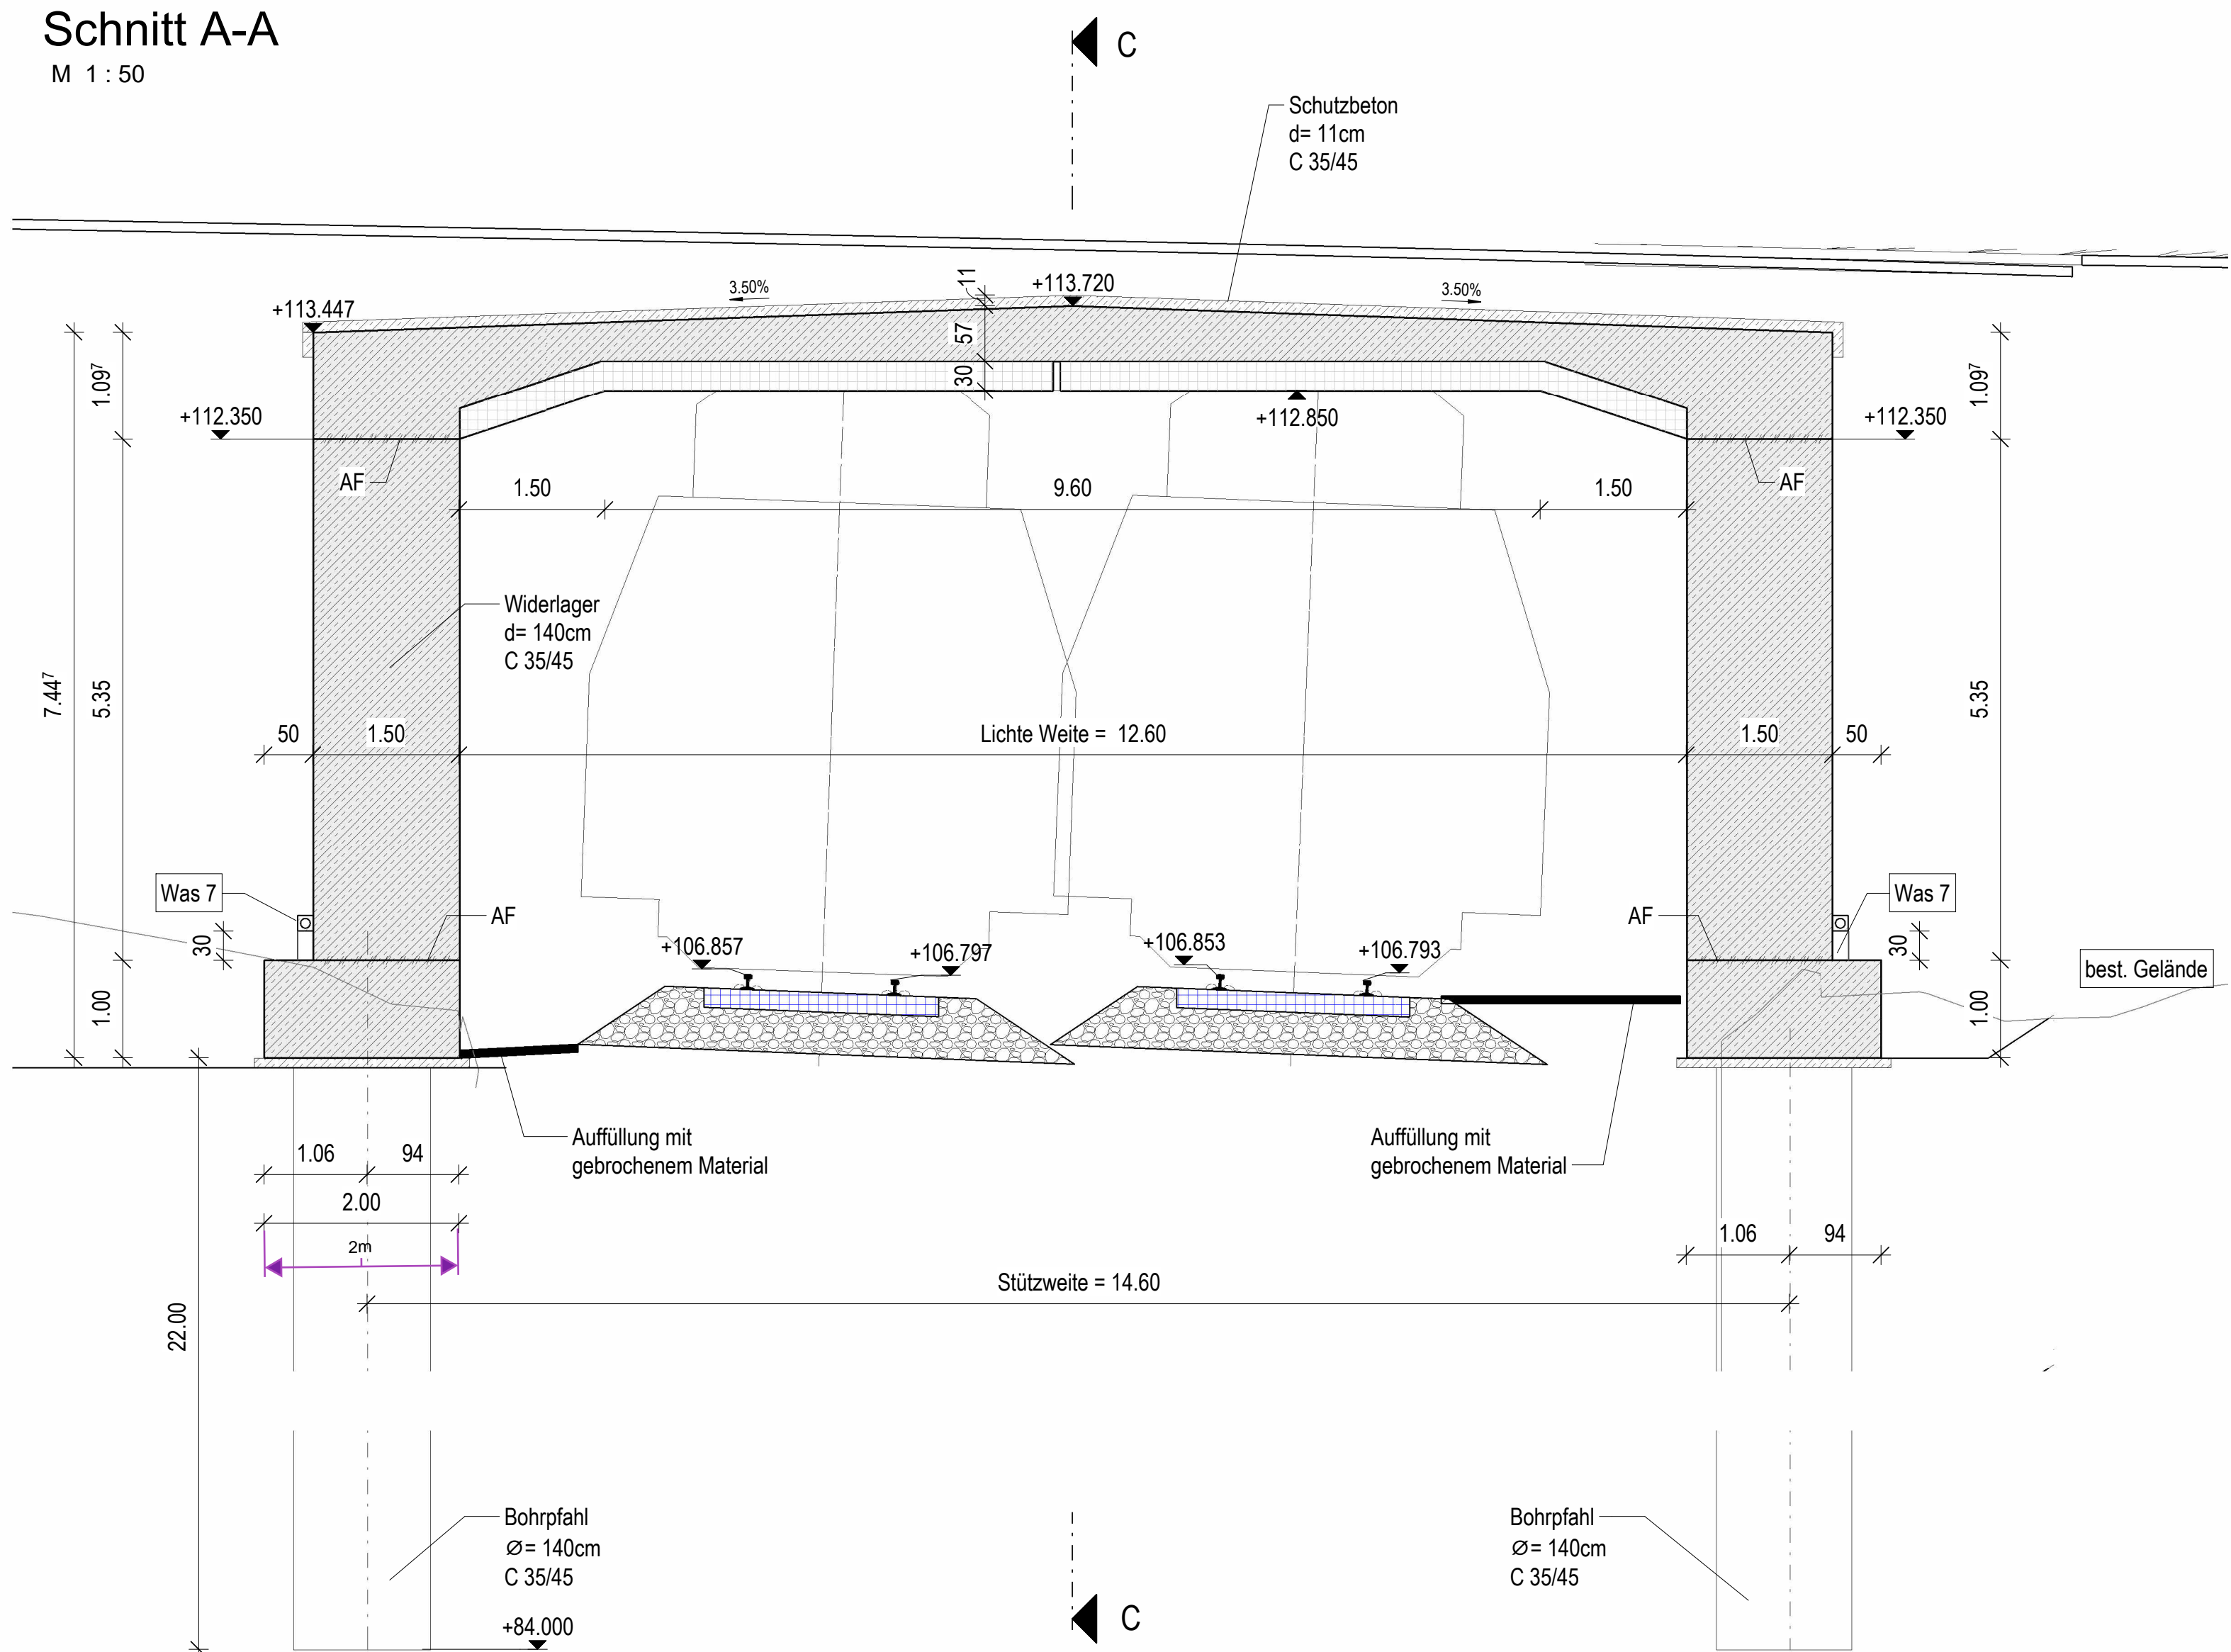 Schnitt A-A
M 1 : 50
C
Schutzbeton
d= 11cm
C 35/45
3.50%
11
+113.720
3.50%
+113.447
57
30
1.09⁷
+112.350
+112.850
1.09⁷
+112.350
AF
AF
1.50
9.60
1.50
Widerlager
d= 140cm
C 35/45
7.44⁷
5.35
5.35
50
1.50
Lichte Weite = 12.60
1.50
50
Was 7
AF
AF
Was 7
30
+106.857
+106.797
+106.853
+106.793
30
best. Gelände
1.00
1.00
Auffüllung mit
gebrochenem Material
Auffüllung mit
gebrochenem Material
1.06
94
2.00
2m
1.06
94
Stützweite = 14.60
22.00
Bohrpfahl
Ø= 140cm
C 35/45
Bohrpfahl
Ø= 140cm
C 35/45
+84.000
C